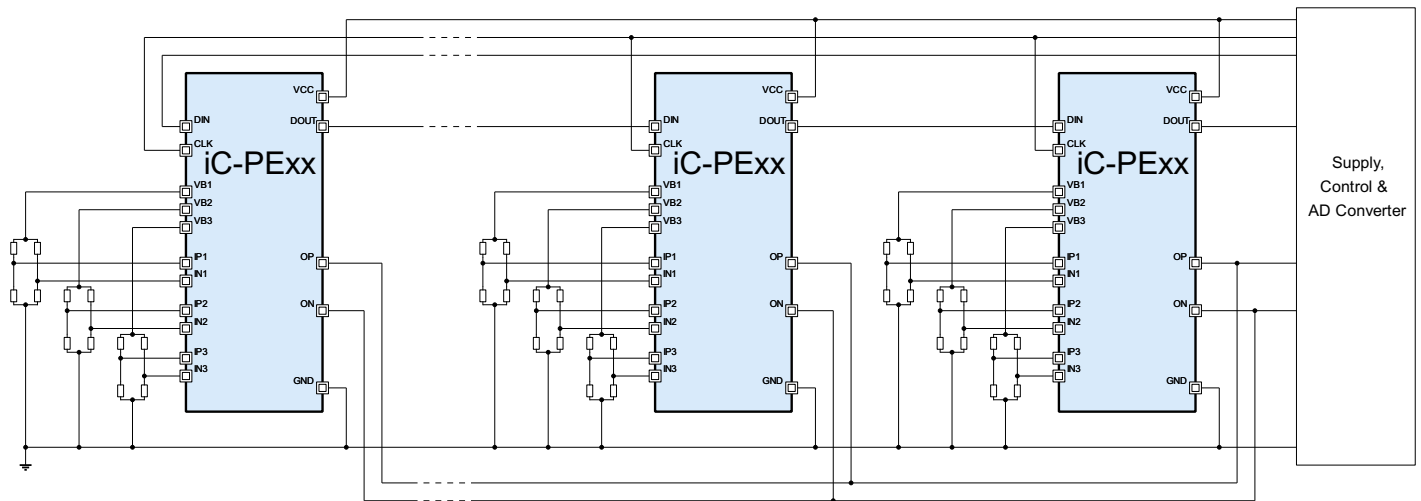 VCC
DIN
DOUT
CLK
iC-PExx
VB1
VB2
VB3
IP1
OP
IN1
IP2
ON
IN2
IP3
IN3
GND
VCC
DIN
DOUT
CLK
iC-PExx
VB1
VB2
VB3
IP1
OP
IN1
IP2
ON
IN2
IP3
IN3
GND
VCC
DIN
DOUT
CLK
iC-PExx
VB1
VB2
VB3
IP1
OP
IN1
IP2
ON
IN2
IP3
IN3
GND
Supply,
Control &
AD Converter